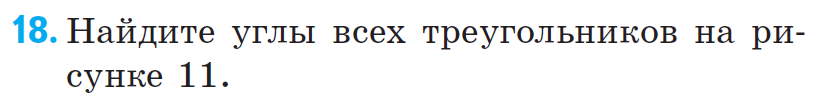 18. Найдите углы всех треугольников на ри-
сунке 11.